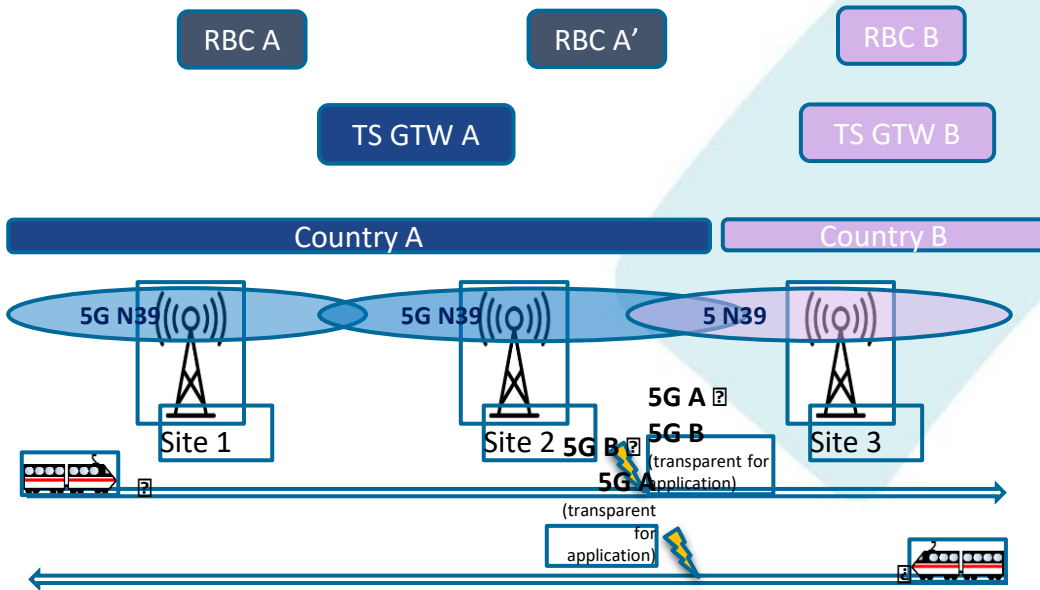 RBC A
RBC A’
RBC B
TS GTW A
TS GTW B
Country A
Country B
5G N39
5G N39
5 N39
Site 1
Site 2
Site 3
5G A
5G B
(transparent for
application)
5G B
5G A
(transparent
for
application)